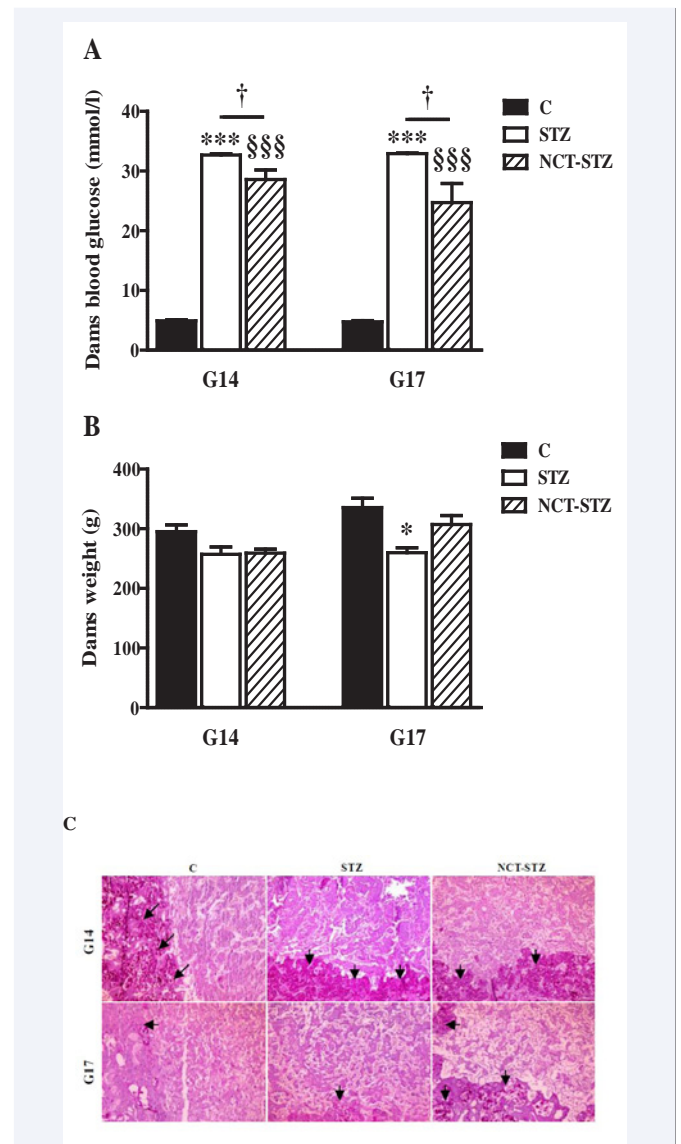 A
Dams blood glucose (mmol/l)
40
30
20
10
0
†
†
*** §§§
*** §§§
G14
G17
C
STZ
NCT-STZ
B
Dams weight (g)
400
300
200
100
0
*
G14
G17
C
STZ
NCT-STZ
C
C
STZ
NCT-STZ
G14
G17